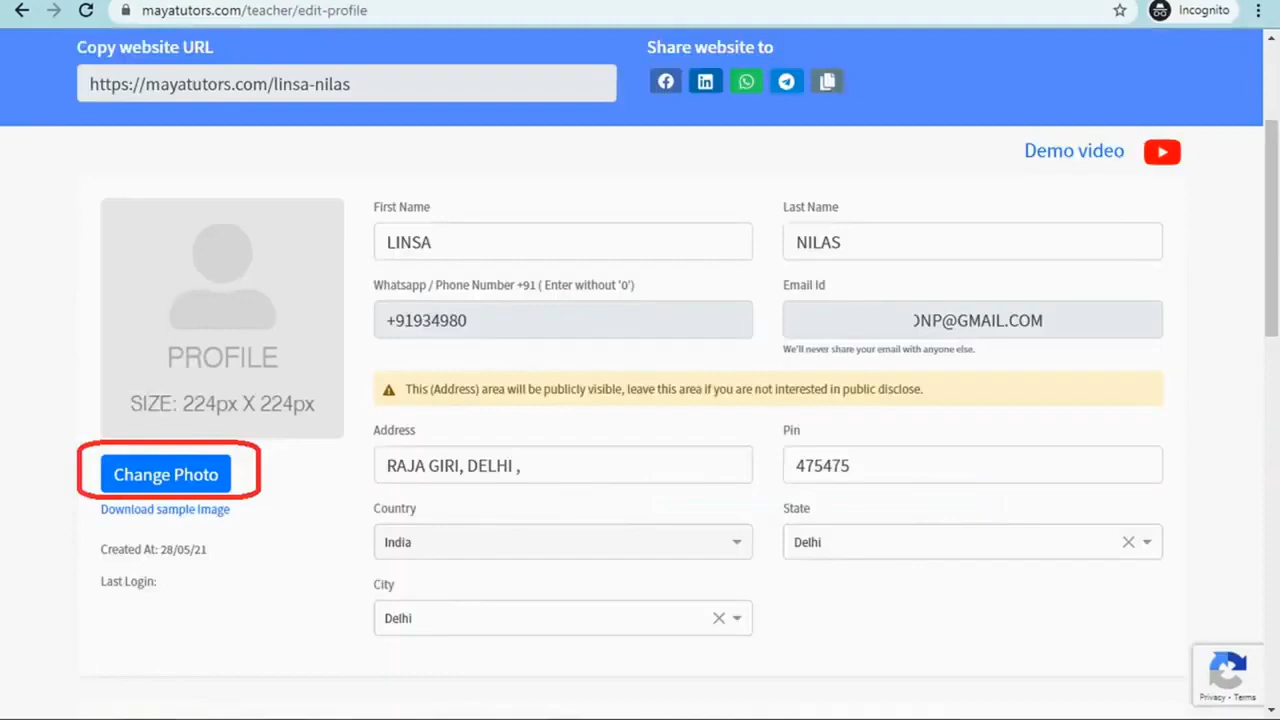 mayatutors.com/teacher/edit-profile
Incognito
Copy website URL
Share website to
https://mayatutors.com/linsa-nilas
Demo video
PROFILE
SIZE: 224px X 224px
Change Photo
Download sample Image
Created At: 28/05/21
Last Login:
First Name
Last Name
LINSA
NILAS
Whatsapp / Phone Number +91 ( Enter without '0')
Email Id
+91934980
NP@GMAIL.COM
We'll never share your email with anyone else.
This (Address) area will be publicly visible, leave this area if you are not interested in public disclose.
Address
Pin
RAJA GIRI, DELHI ,
475475
Country
State
India
Delhi
City
Delhi
Privacy - Terms